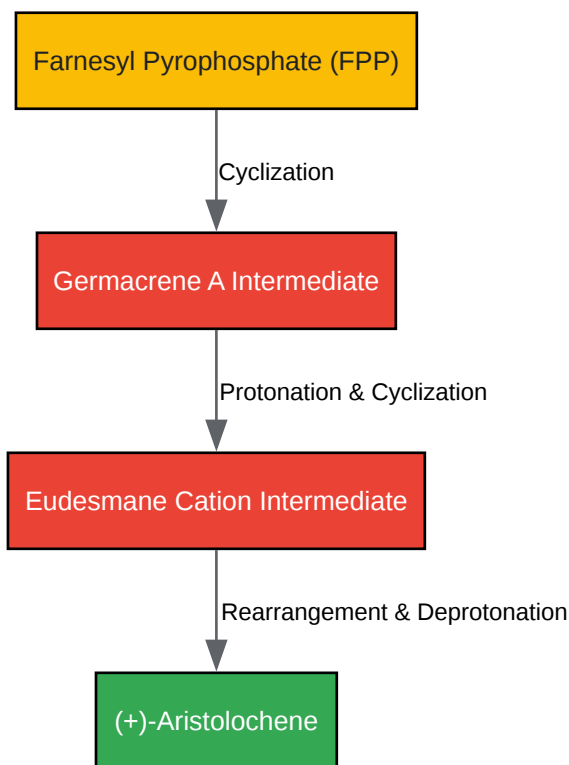 Farnesyl Pyrophosphate (FPP)
Cyclization
Germacrene A Intermediate
Protonation & Cyclization
Eudesmane Cation Intermediate
Rearrangement & Deprotonation
(+)-Aristolochene